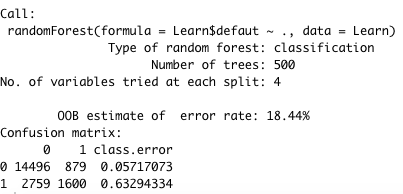 Call:
randomForest(formula = Learn$defaut ~ ., data = Learn)
Type of random forest: classification
Number of trees: 500
No. of variables tried at each split: 4
OOB estimate of error rate: 18.44%
Confusion matrix:
0 1 class.error
0 14496 879 0.05717073
1 2759 1600 0.63294334